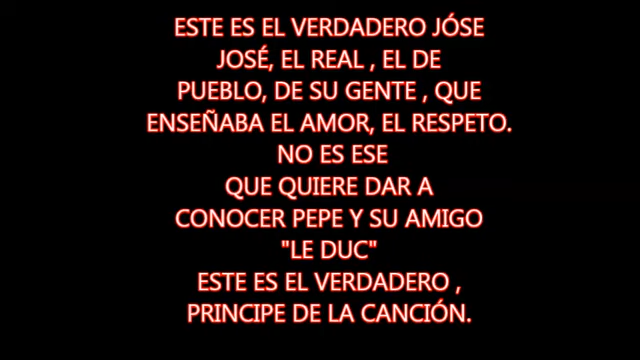 ESTE ES EL VERDADERO JÓSE
JOSÉ, EL REAL , EL DE
PUEBLO, DE SU GENTE , QUE
ENSEÑABA EL AMOR, EL RESPETO.
NO ES ESE
QUE QUIERE DAR A
CONOCER PEPE Y SU AMIGO
"LE DUC"
ESTE ES EL VERDADERO ,
PRINCIPE DE LA CANCIÓN.